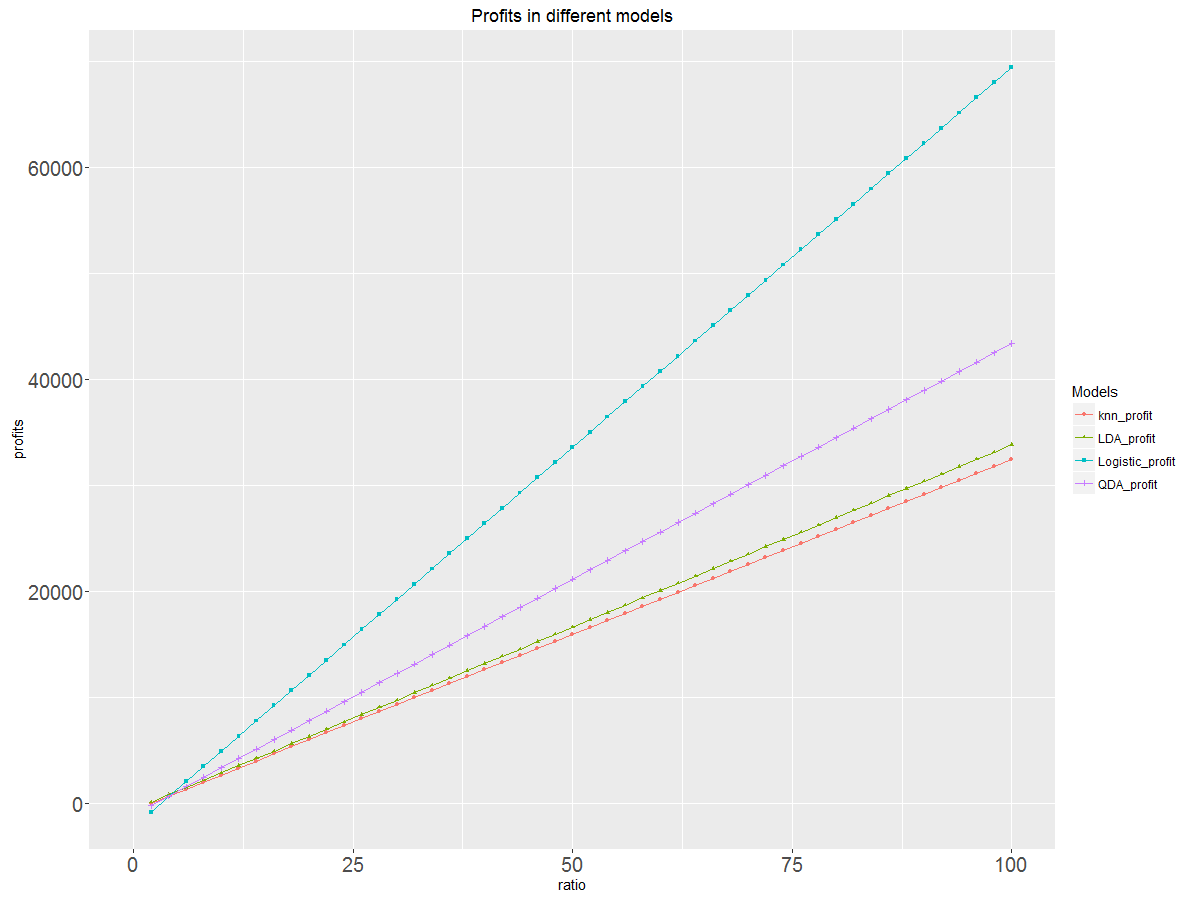 Profits in different models
60000
40000
20000
0
profits
0 25 50 75 100
ratio
Models
knn_profit
LDA_profit
Logistic_profit
QDA_profit